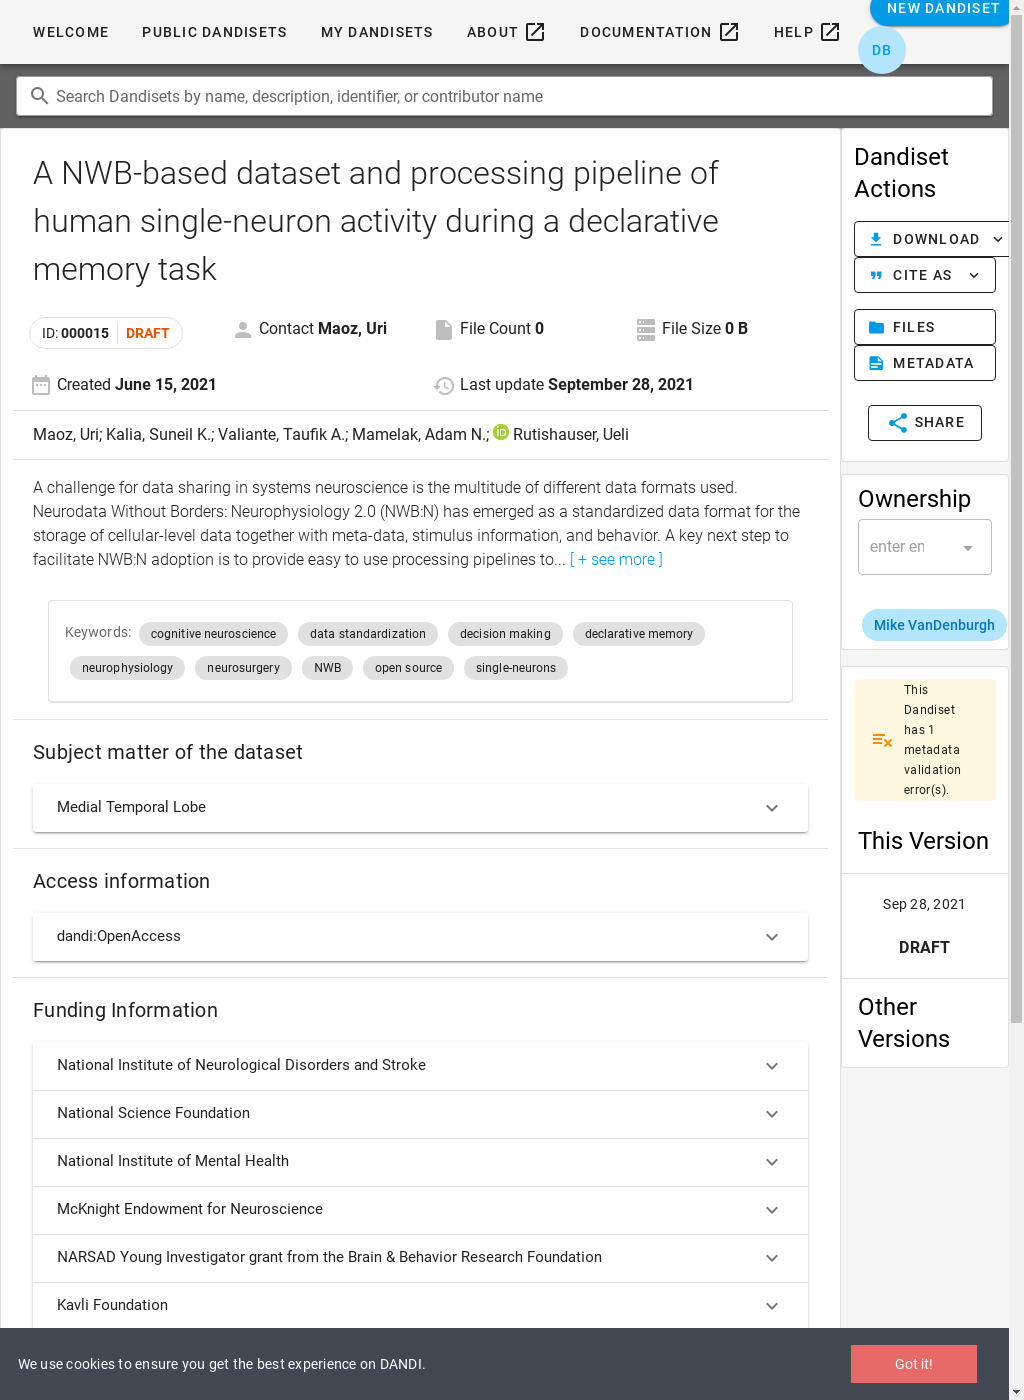 WELCOME PUBLIC DANDISETS MY DANDISETS ABOUT DOCUMENTATION HELP NEW DANDISET
DB
Search Dandisets by name, description, identifier, or contributor name
A NWB-based dataset and processing pipeline of
human single-neuron activity during a declarative
memory task
ID: 000015 DRAFT Contact Maoz, Uri File Count 0 File Size 0 B
Created June 15, 2021 Last update September 28, 2021
Maoz, Uri; Kalia, Suneil K.; Valiante, Taufik A.; Mamelak, Adam N.; iD Rutishauser, Ueli
A challenge for data sharing in systems neuroscience is the multitude of different data formats used.
Neurodata Without Borders: Neurophysiology 2.0 (NWB:N) has emerged as a standardized data format for the
storage of cellular-level data together with meta-data, stimulus information, and behavior. A key next step to
facilitate NWB:N adoption is to provide easy to use processing pipelines to... [ + see more ]
Keywords: cognitive neuroscience data standardization decision making declarative memory
neurophysiology neurosurgery NWB open source single-neurons
Subject matter of the dataset
Medial Temporal Lobe
Access information
dandi:OpenAccess
Funding Information
National Institute of Neurological Disorders and Stroke
National Science Foundation
National Institute of Mental Health
McKnight Endowment for Neuroscience
NARSAD Young Investigator grant from the Brain & Behavior Research Foundation
Kavli Foundation
Dandiset
Actions
DOWNLOAD
CITE AS
FILES
METADATA
SHARE
Ownership
enter en
Mike VanDenburgh
This
Dandiset
has 1
metadata
validation
error(s).
This Version
Sep 28, 2021
DRAFT
Other
Versions
We use cookies to ensure you get the best experience on DANDI.
Got it!